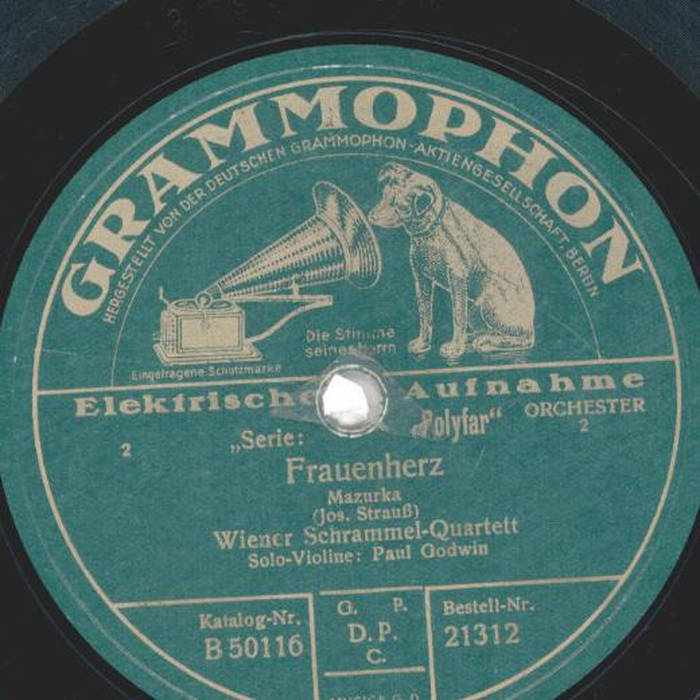 GRAMMOPHON
HERGESTELLT VON DER DEUTSCHEN GRAMMOPHON-AKTIENGESELLSCHAFT BERLIN
Die Stimme
seines Herrn
Eingetragene Schutzmarke
Elektrische Aufnahme
2 „Serie: „Polyfar“ ORCHESTER
2
Frauenherz
Mazurka
(Jos. Strauß)
Wiener Schrammel-Quartett
Solo-Violine: Paul Godwin
Katalog-Nr. G. P. Bestell-Nr.
B 50116 D.P. 21312
C.